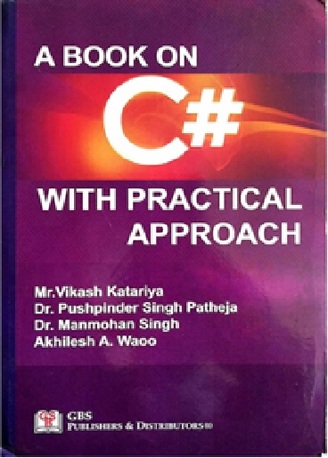 A BOOK ON
C#
WITH PRACTICAL
APPROACH
Mr.Vikash Katariya
Dr. Pushpinder Singh Patheja
Dr. Manmohan Singh
Akhilesh A. Waoo
GBS
PUBLISHERS & DISTRIBUTORS®